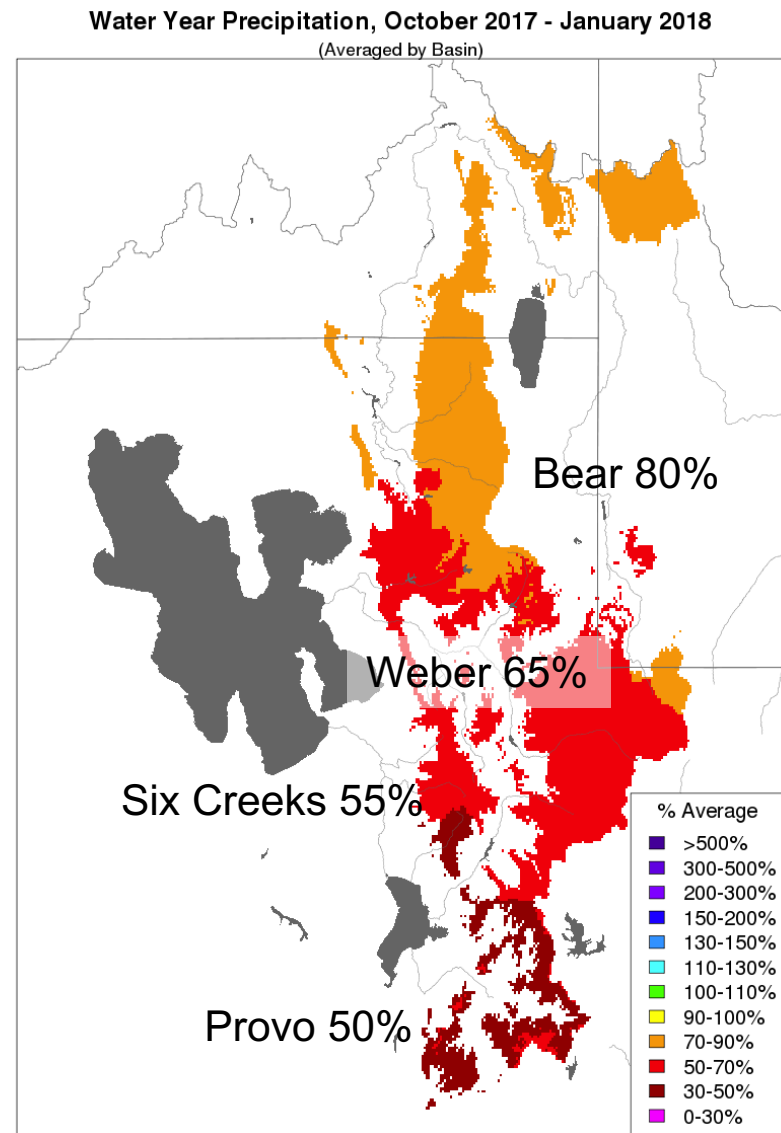 Water Year Precipitation, October 2017 - January 2018
(Averaged by Basin)
Bear 80%
Weber 65%
Six Creeks 55%
Provo 50%
% Average
>500%
300-500%
200-300%
150-200%
130-150%
110-130%
100-110%
90-100%
70-90%
50-70%
30-50%
0-30%